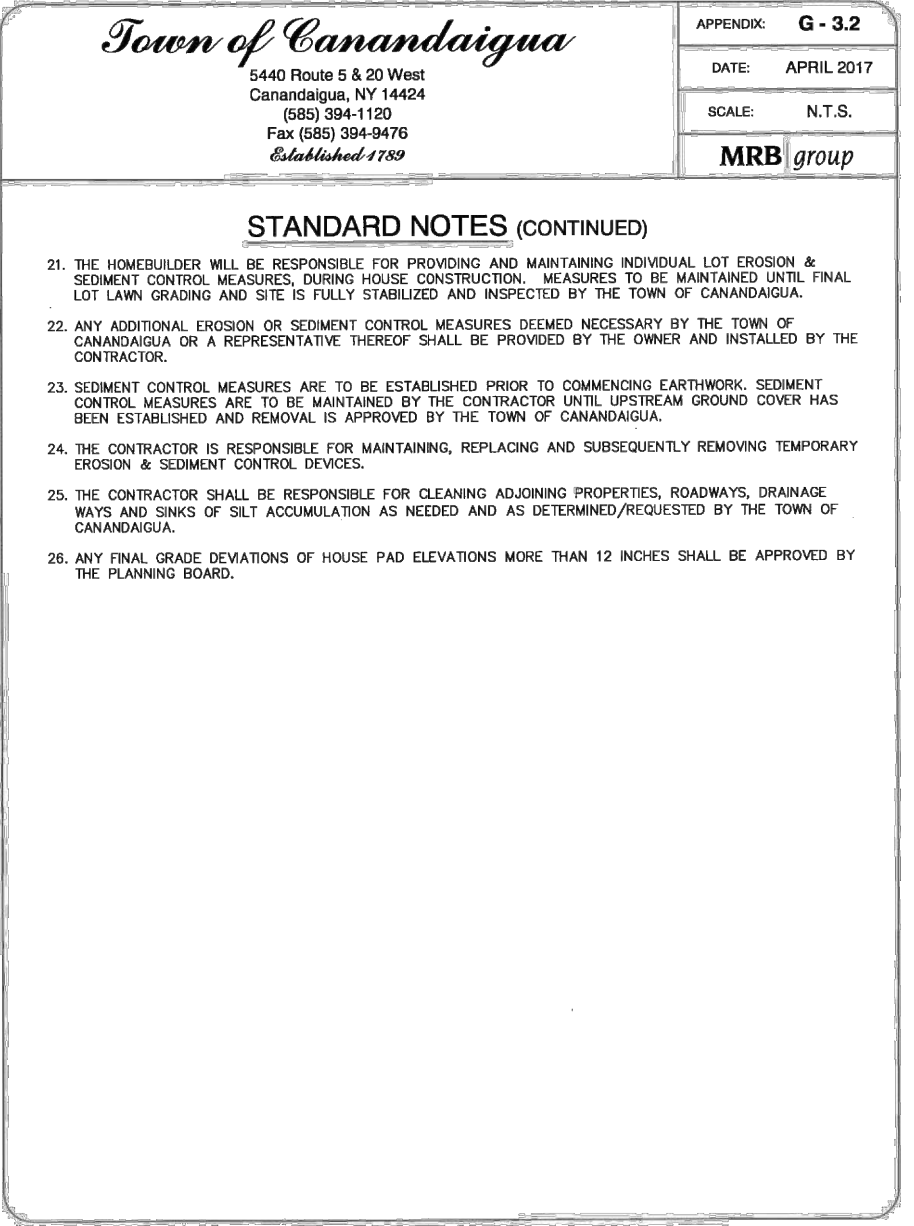 Town of Canandaigua
5440 Route 5 & 20 West
Canandaigua, NY 14424
(585) 394-1120
Fax (585) 394-9476
Established 1789
APPENDIX: G - 3.2
DATE: APRIL 2017
SCALE: N.T.S.
MRB group
STANDARD NOTES (CONTINUED)
21. THE HOMEBUILDER WILL BE RESPONSIBLE FOR PROVIDING AND MAINTAINING INDIVIDUAL LOT EROSION &
SEDIMENT CONTROL MEASURES, DURING HOUSE CONSTRUCTION. MEASURES TO BE MAINTAINED UNTIL FINAL
LOT LAWN GRADING AND SITE IS FULLY STABILIZED AND INSPECTED BY THE TOWN OF CANANDAIGUA.
22. ANY ADDITIONAL EROSION OR SEDIMENT CONTROL MEASURES DEEMED NECESSARY BY THE TOWN OF
CANANDAIGUA OR A REPRESENTATIVE THEREOF SHALL BE PROVIDED BY THE OWNER AND INSTALLED BY THE
CONTRACTOR.
23. SEDIMENT CONTROL MEASURES ARE TO BE ESTABLISHED PRIOR TO COMMENCING EARTHWORK. SEDIMENT
CONTROL MEASURES ARE TO BE MAINTAINED BY THE CONTRACTOR UNTIL UPSTREAM GROUND COVER HAS
BEEN ESTABLISHED AND REMOVAL IS APPROVED BY THE TOWN OF CANANDAIGUA.
24. THE CONTRACTOR IS RESPONSIBLE FOR MAINTAINING, REPLACING AND SUBSEQUENTLY REMOVING TEMPORARY
EROSION & SEDIMENT CONTROL DEVICES.
25. THE CONTRACTOR SHALL BE RESPONSIBLE FOR CLEANING ADJOINING PROPERTIES, ROADWAYS, DRAINAGE
WAYS AND SINKS OF SILT ACCUMULATION AS NEEDED AND AS DETERMINED/REQUESTED BY THE TOWN OF
CANANDAIGUA.
26. ANY FINAL GRADE DEVIATIONS OF HOUSE PAD ELEVATIONS MORE THAN 12 INCHES SHALL BE APPROVED BY
THE PLANNING BOARD.